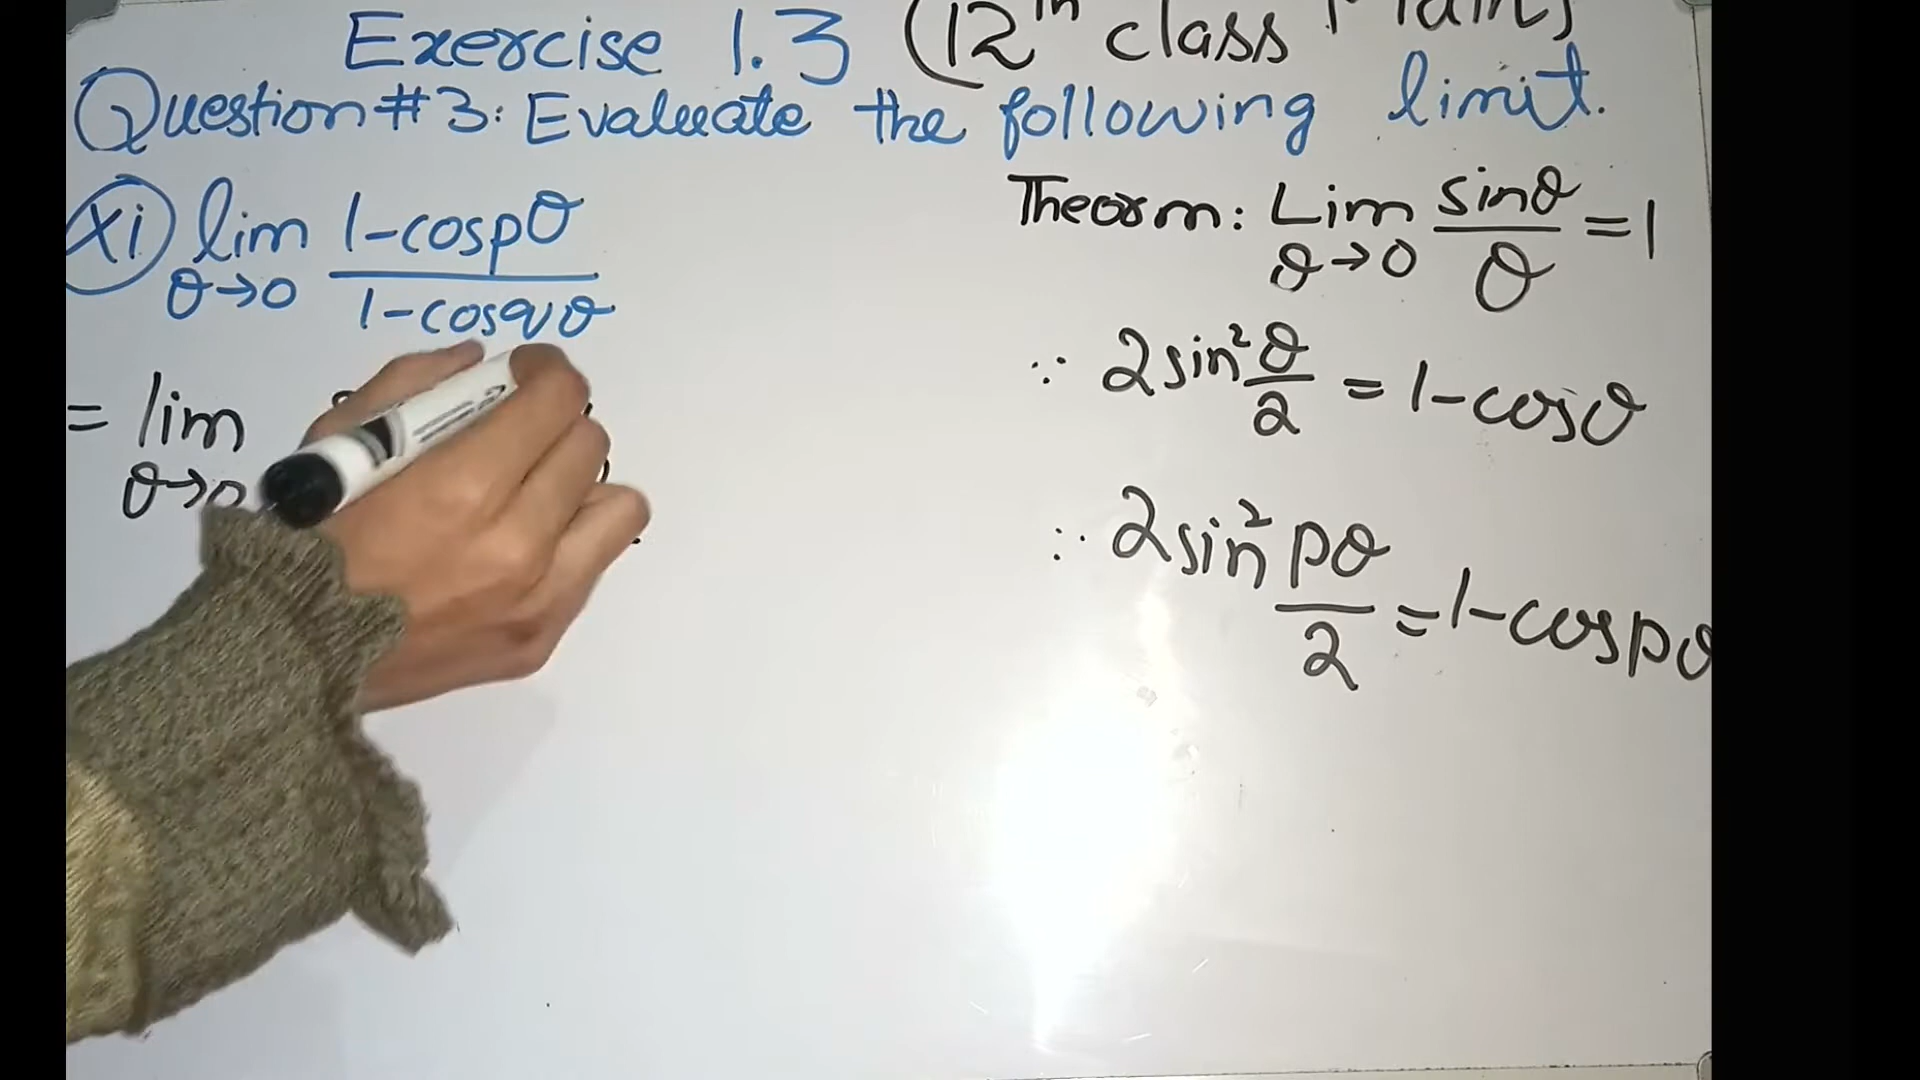 Exercise 1.3 (12th class Math)
Question #3: Evaluate the following limit.
xi lim θ→0 1-cospθ / 1-cosqθ
= lim θ→0
Theorm: Lim θ→0 sinθ / θ = 1
∵ 2sin² θ/2 = 1-cosθ
∵ 2sin² pθ/2 = 1-cospθ